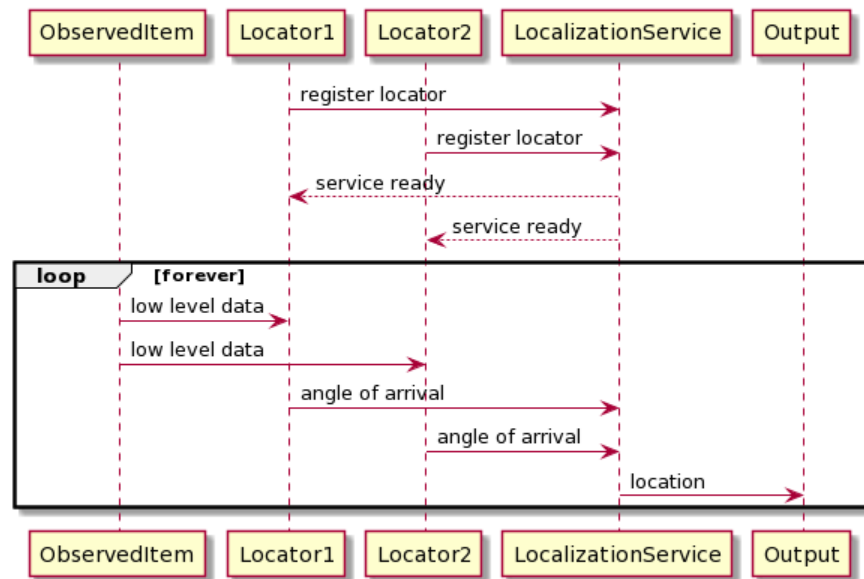 ObservedItem Locator1 Locator2 LocalizationService Output
register locator
register locator
service ready
service ready
loop [forever]
low level data
low level data
angle of arrival
angle of arrival
location
ObservedItem Locator1 Locator2 LocalizationService Output